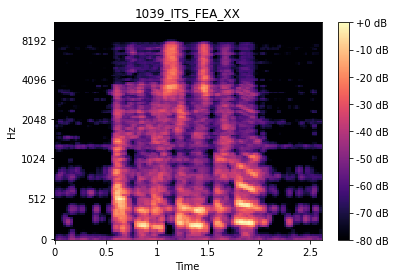 1039_ITS_FEA_XX
+0 dB
8192
-10 dB
4096
-20 dB
-30 dB
2048
Hz
-40 dB
1024
-50 dB
512
-60 dB
-70 dB
0
-80 dB
0 0.5 1 1.5 2 2.5
Time